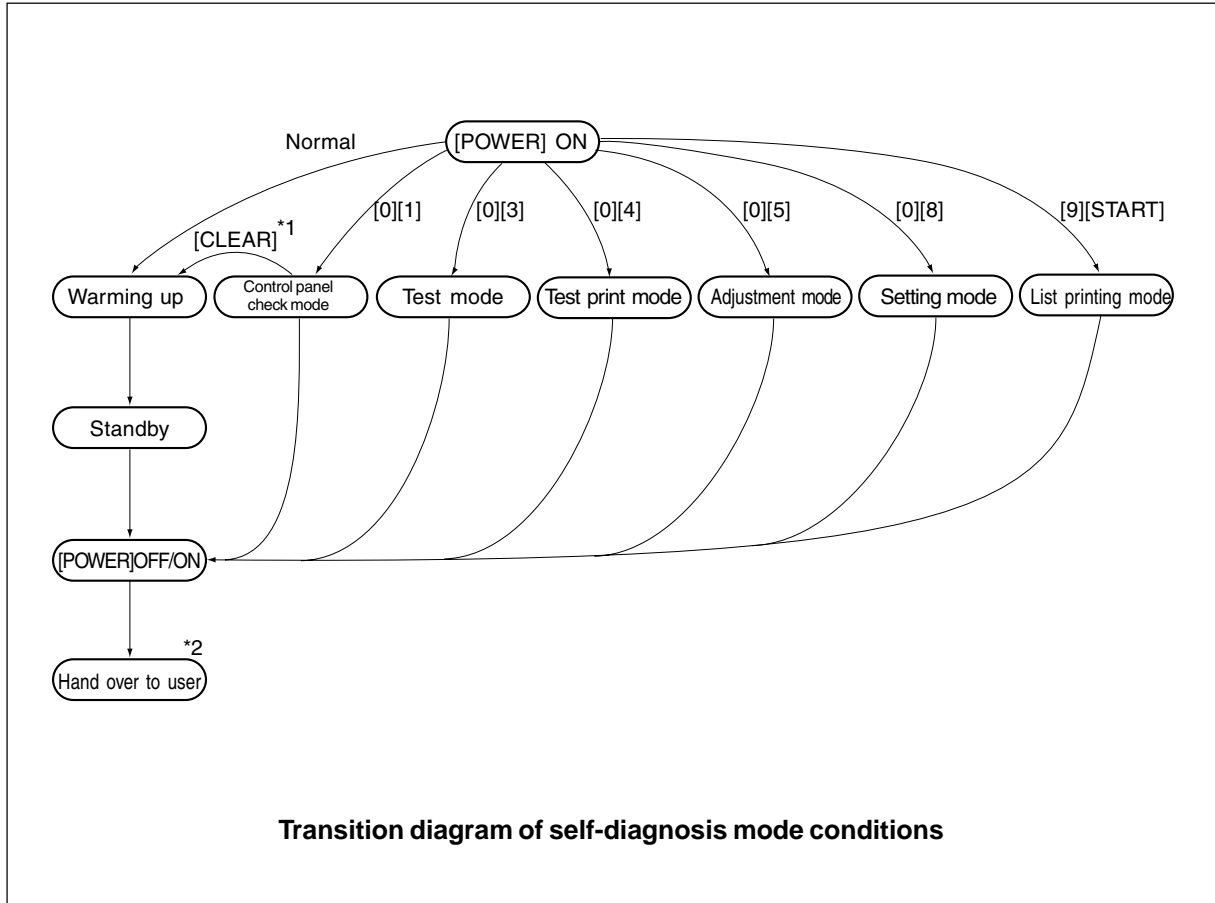 [POWER] ON
Normal
[0][1]
[0][3]
[0][4]
[0][5]
[0][8]
[9][START]
[CLEAR]*1
Warming up
Control panel
check mode
Test mode
Test print mode
Adjustment mode
Setting mode
List printing mode
Standby
[POWER]OFF/ON
*2
Hand over to user
Transition diagram of self-diagnosis mode conditions